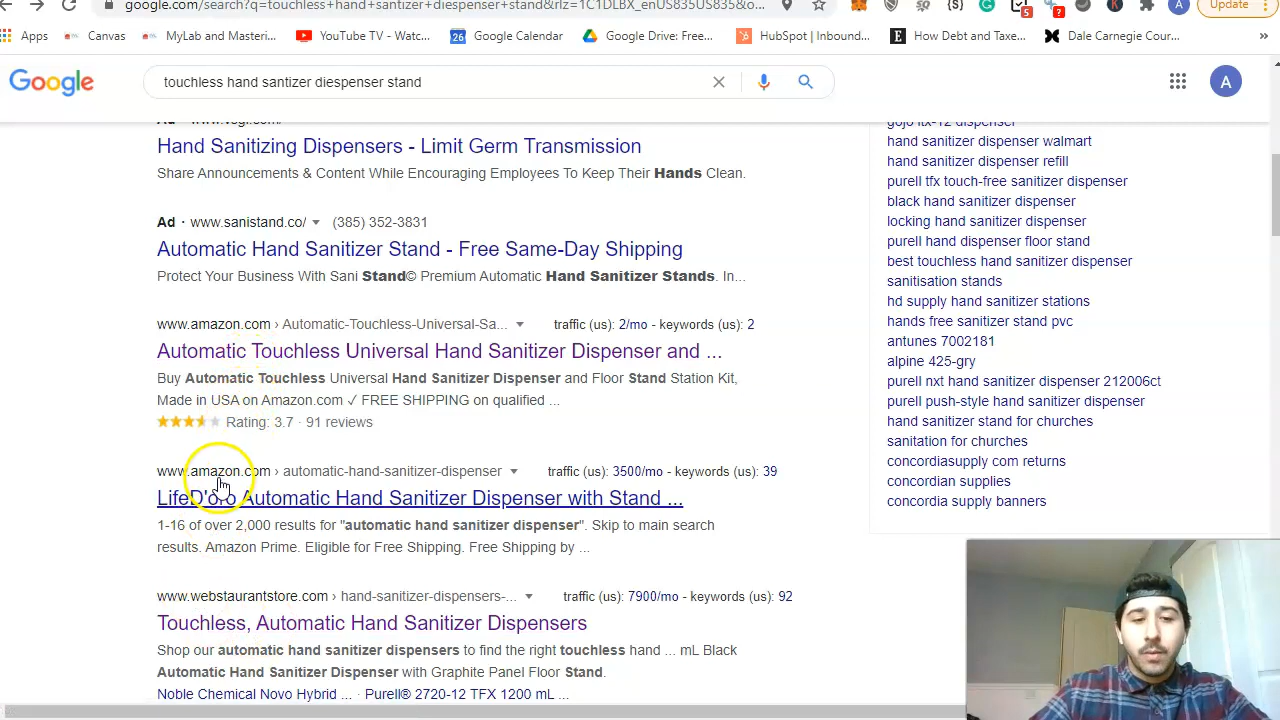 google.com/search?q=touchless+hand+santizer+diespenser+stand&rlz=1C1DLBX_enUS835US835&o...
5
?
A
Update
Apps
Canvas
MyLab and Masteri...
YouTube TV - Watc...
26
Google Calendar
Google Drive: Free...
HubSpot | Inbound...
E
How Debt and Taxe...
Dale Carnegie Cour...
»
Google
touchless hand santizer diespenser stand
A
Hand Sanitizing Dispensers - Limit Germ Transmission
Share Announcements & Content While Encouraging Employees To Keep Their Hands Clean.
Ad · www.sanistand.co/ (385) 352-3831
Automatic Hand Sanitizer Stand - Free Same-Day Shipping
Protect Your Business With Sani Stand© Premium Automatic Hand Sanitizer Stands. In...
www.amazon.com › Automatic-Touchless-Universal-Sa... traffic (us): 2/mo - keywords (us): 2
Automatic Touchless Universal Hand Sanitizer Dispenser and ...
Buy Automatic Touchless Universal Hand Sanitizer Dispenser and Floor Stand Station Kit,
Made in USA on Amazon.com ✓ FREE SHIPPING on qualified ...
Rating: 3.7 · 91 reviews
www.amazon.com › automatic-hand-sanitizer-dispenser traffic (us): 3500/mo - keywords (us): 39
Automatic Hand Sanitizer Dispenser with Stand ...
1-16 of over 2,000 results for "automatic hand sanitizer dispenser". Skip to main search
results. Amazon Prime. Eligible for Free Shipping. Free Shipping by ...
www.webstaurantstore.com › hand-sanitizer-dispensers-... traffic (us): 7900/mo - keywords (us): 92
Touchless, Automatic Hand Sanitizer Dispensers
Shop our automatic hand sanitizer dispensers to find the right touchless hand ... mL Black
Automatic Hand Sanitizer Dispenser with Graphite Panel Floor Stand.
Noble Chemical Novo Hybrid ... · Purell® 2720-12 TFX 1200 mL ...
gojo ltx-12 dispenser
hand sanitizer dispenser walmart
hand sanitizer dispenser refill
purell tfx touch-free sanitizer dispenser
black hand sanitizer dispenser
locking hand sanitizer dispenser
purell hand dispenser floor stand
best touchless hand sanitizer dispenser
sanitisation stands
hd supply hand sanitizer stations
hands free sanitizer stand pvc
antunes 7002181
alpine 425-gry
purell nxt hand sanitizer dispenser 212006ct
purell push-style hand sanitizer dispenser
hand sanitizer stand for churches
sanitation for churches
concordiasupply com returns
concordian supplies
concordia supply banners